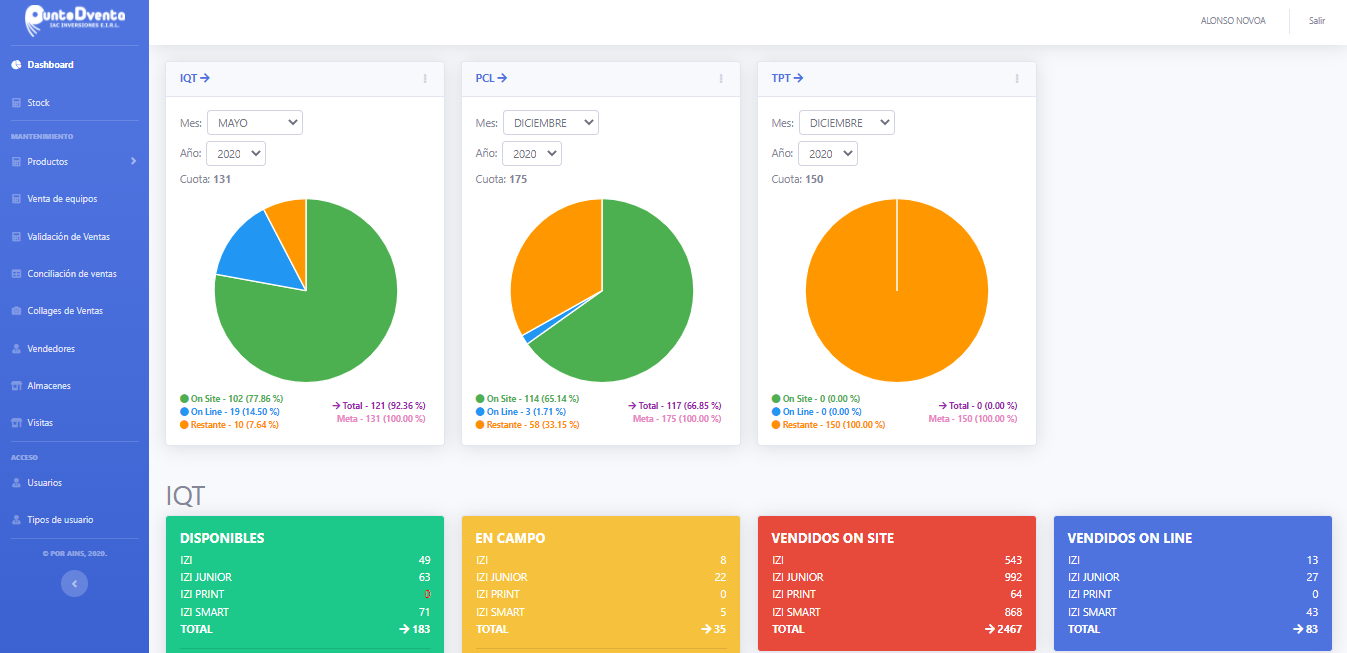 PuntoDventa
IAC INVERSIONES E.I.R.L.
ALONSO NOVOA
Salir
Dashboard
Stock
MANTENIMIENTO
Productos
Venta de equipos
Validación de Ventas
Conciliación de ventas
Collages de Ventas
Vendedores
Almacenes
Visitas
ACCESO
Usuarios
Tipos de usuario
© POR AINS, 2020.
IQT
Mes: MAYO
Año: 2020
Cuota: 131
On Site - 102 (77.86 %)
On Line - 19 (14.50 %)
Restante - 10 (7.64 %)
Total - 121 (92.36 %)
Meta - 131 (100.00 %)
PCL
Mes: DICIEMBRE
Año: 2020
Cuota: 175
On Site - 114 (65.14 %)
On Line - 3 (1.71 %)
Restante - 58 (33.15 %)
Total - 117 (66.85 %)
Meta - 175 (100.00 %)
TPT
Mes: DICIEMBRE
Año: 2020
Cuota: 150
On Site - 0 (0.00 %)
On Line - 0 (0.00 %)
Restante - 150 (100.00 %)
Total - 0 (0.00 %)
Meta - 150 (100.00 %)
IQT
DISPONIBLES
IZI 49
IZI JUNIOR 63
IZI PRINT 0
IZI SMART 71
TOTAL 183
EN CAMPO
IZI 8
IZI JUNIOR 22
IZI PRINT 0
IZI SMART 5
TOTAL 35
VENDIDOS ON SITE
IZI 543
IZI JUNIOR 992
IZI PRINT 64
IZI SMART 868
TOTAL 2467
VENDIDOS ON LINE
IZI 13
IZI JUNIOR 27
IZI PRINT 0
IZI SMART 43
TOTAL 83